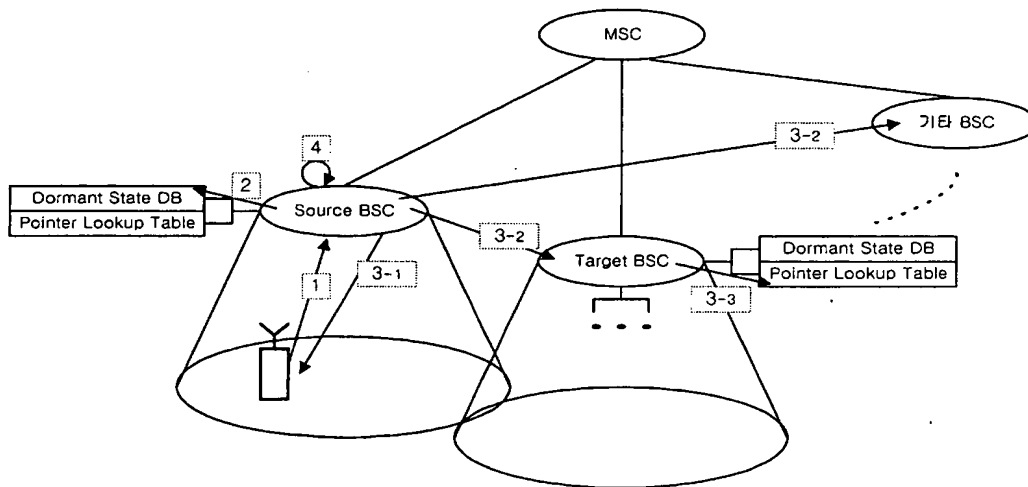 MSC
기타 BSC
3-2
4
2
Dormant State DB
Pointer Lookup Table
Source BSC
3-2
Target BSC
Dormant State DB
Pointer Lookup Table
1
3-1
3-3